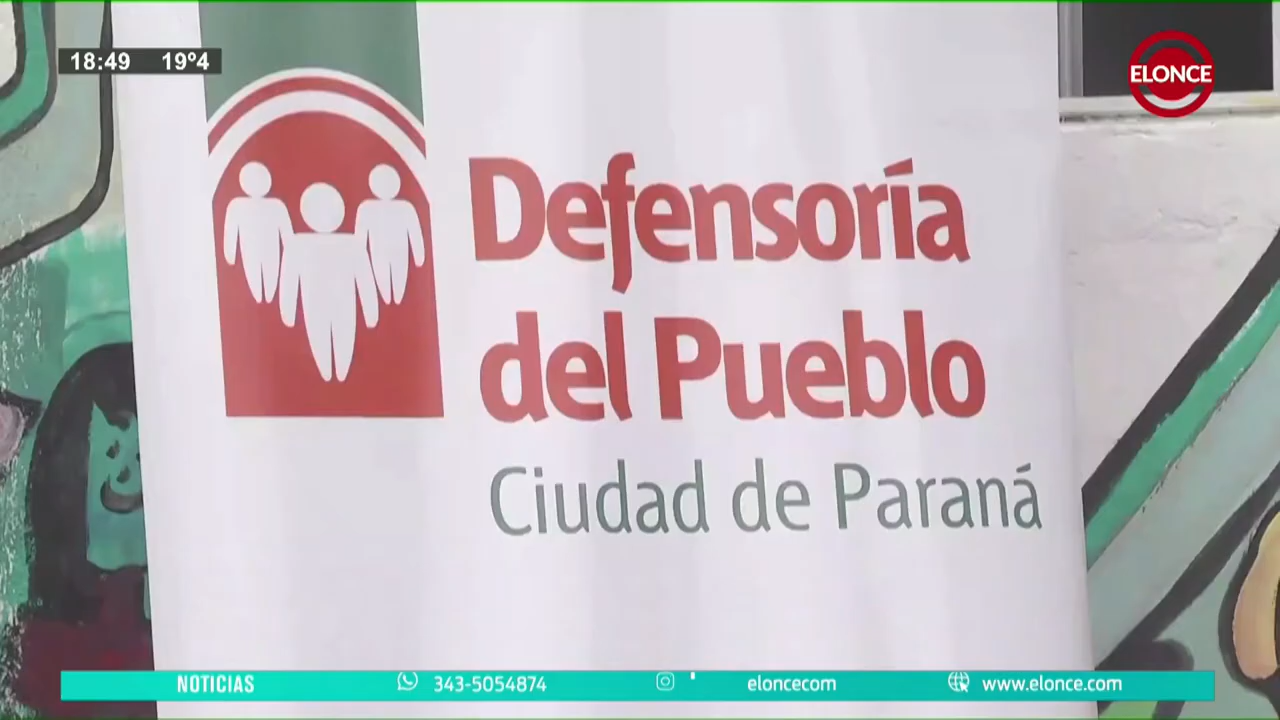 18:49 19º4
ELONCE
Defensoría
del Pueblo
Ciudad de Paraná
NOTICIAS 343-5054874 eloncecom www.elonce.com